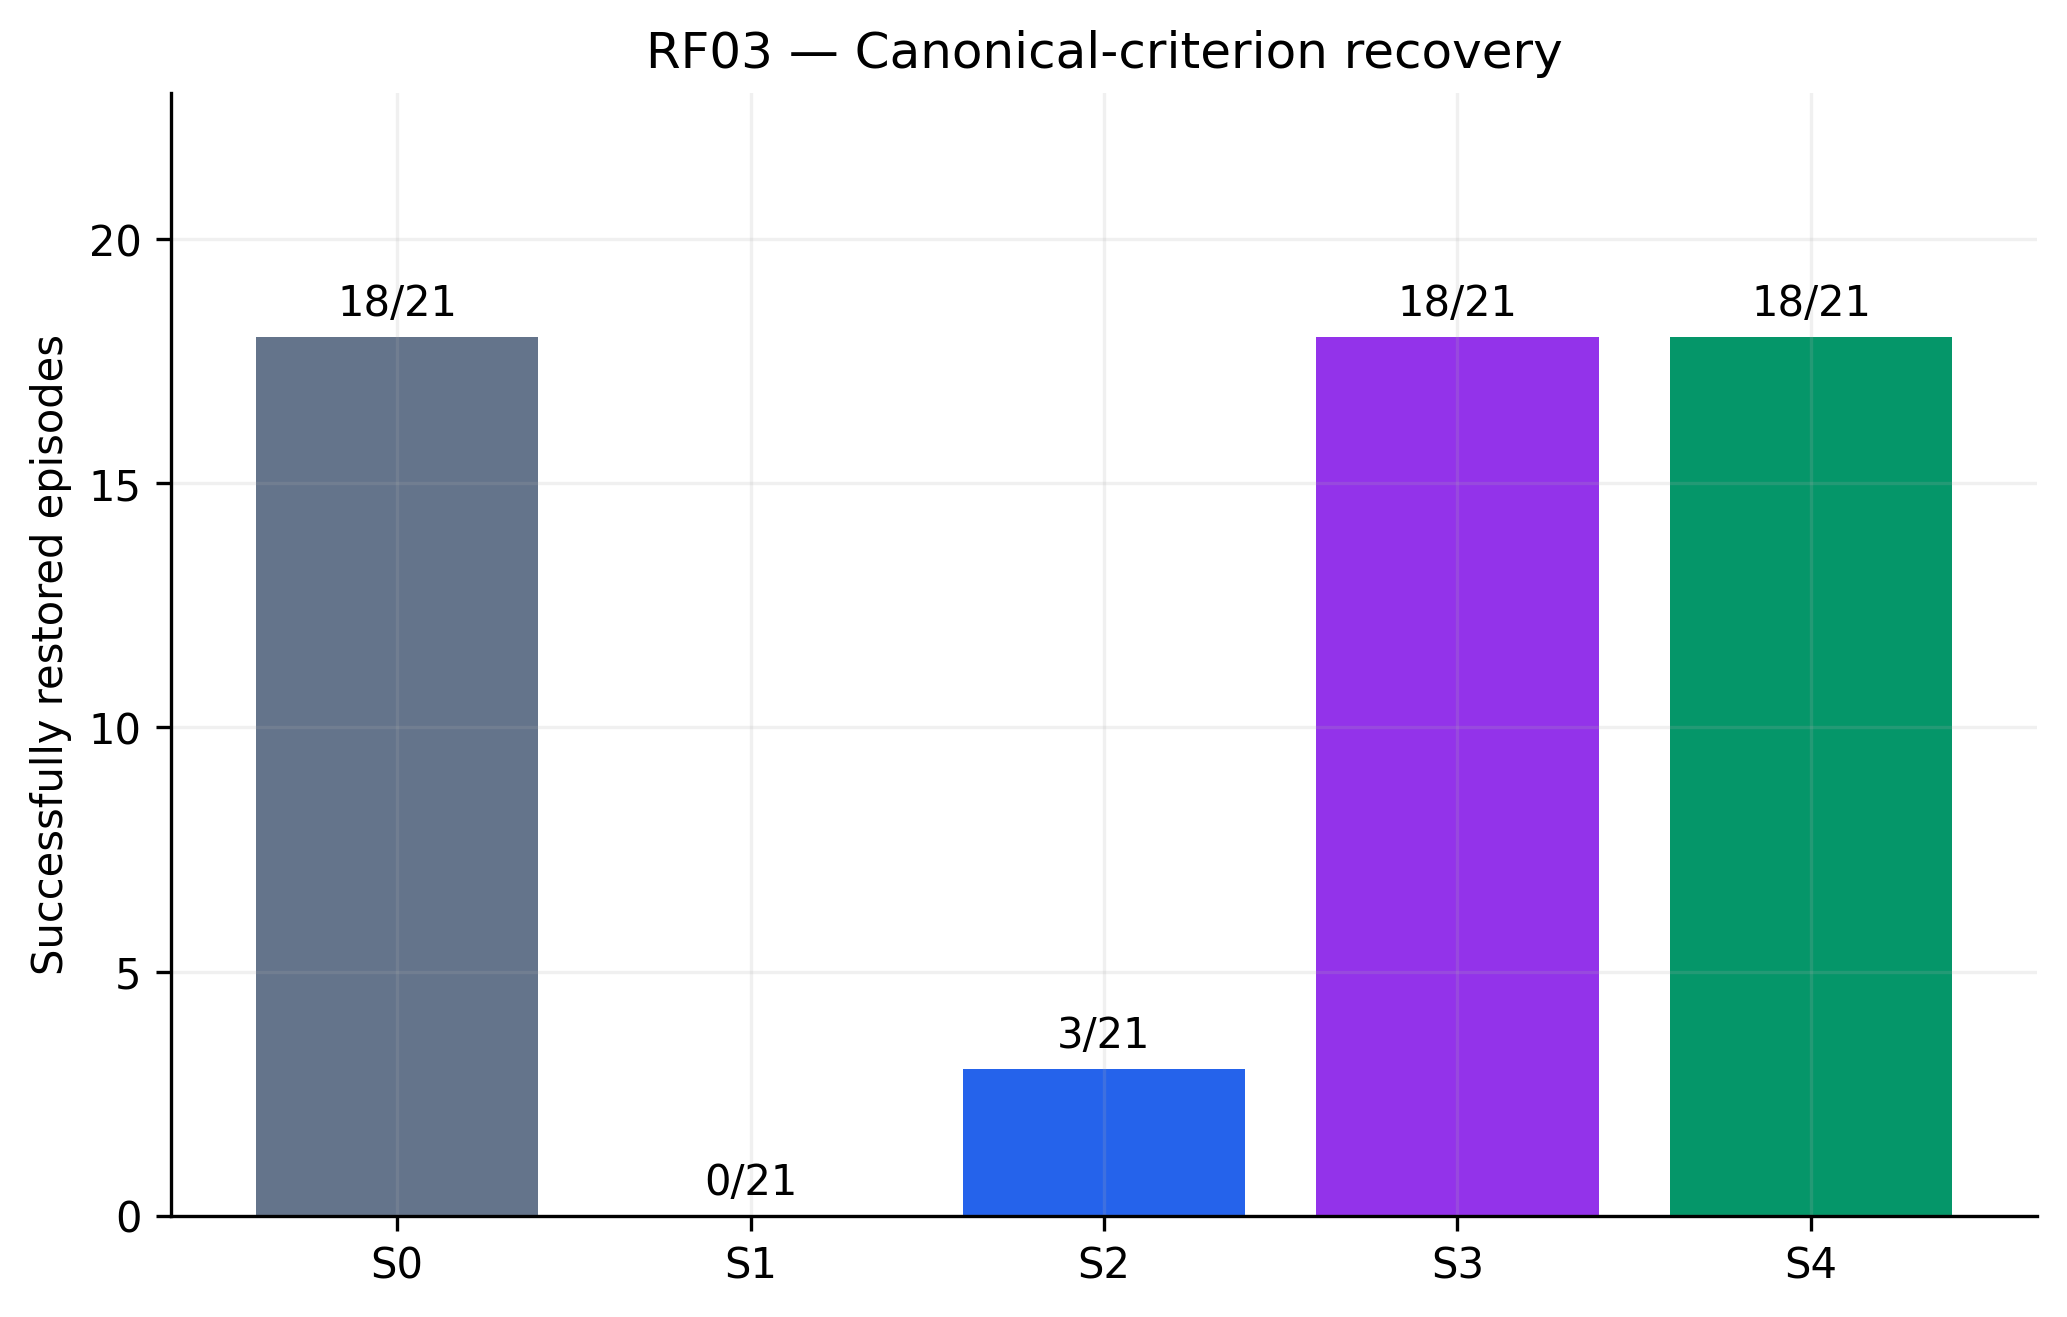 RF03 — Canonical-criterion recovery
Successfully restored episodes
20
15
10
5
0
18/21
0/21
3/21
18/21
18/21
S0
S1
S2
S3
S4